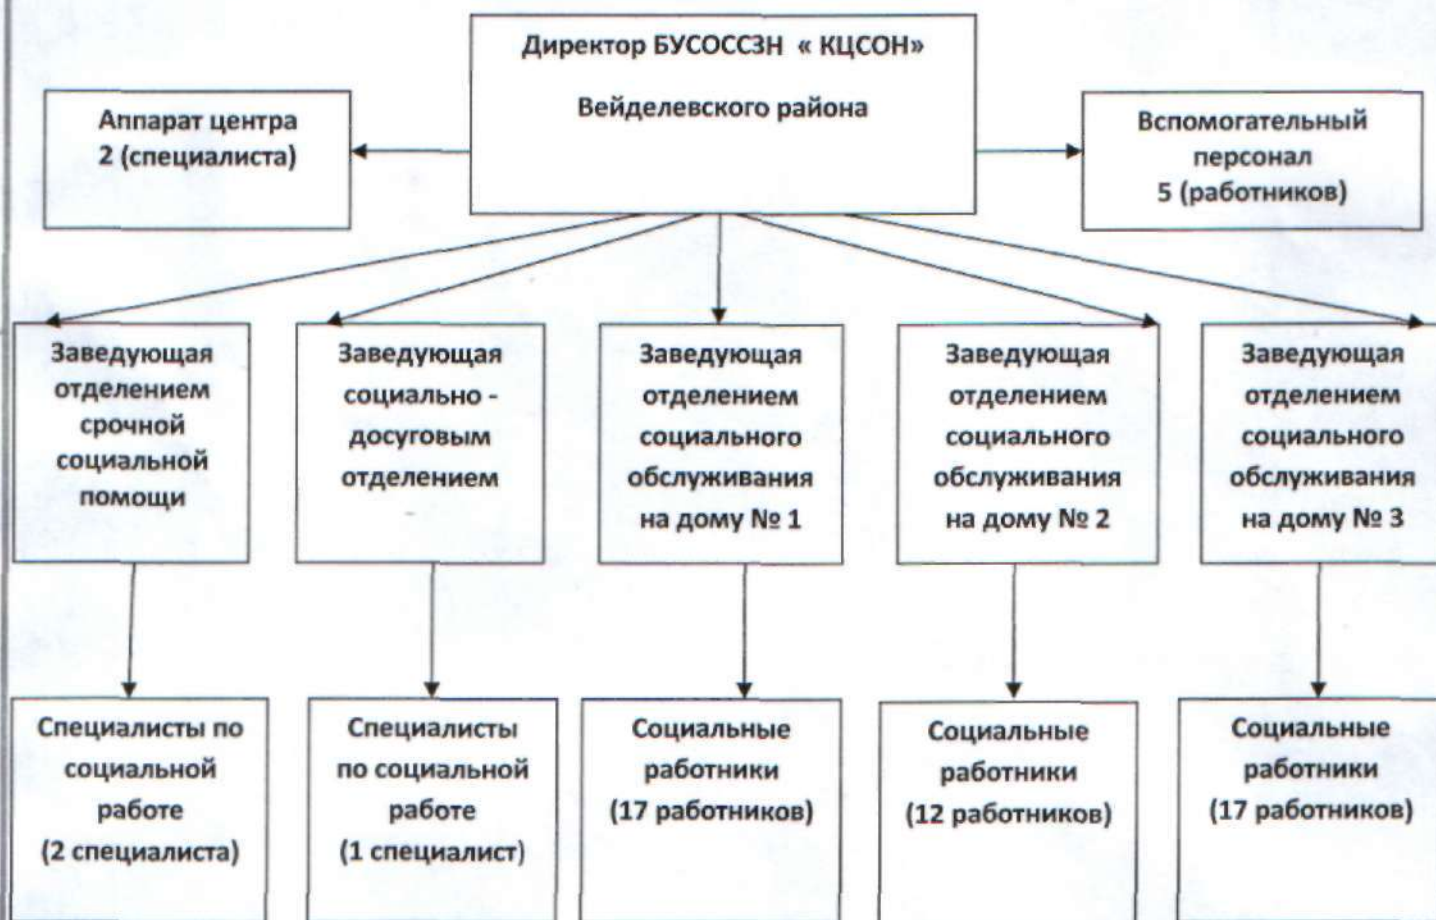 Директор БУСОССЗН « КЦСОН»
Вейделевского района
Аппарат центра
2 (специалиста)
Вспомогательный
персонал
5 (работников)
Заведующая
отделением
срочной
социальной
помощи
Заведующая
социально -
досуговым
отделением
Заведующая
отделением
социального
обслуживания
на дому № 1
Заведующая
отделением
социального
обслуживания
на дому № 2
Заведующая
отделением
социального
обслуживания
на дому № 3
Специалисты по
социальной
работе
(2 специалиста)
Специалисты
по социальной
работе
(1 специалист)
Социальные
работники
(17 работников)
Социальные
работники
(12 работников)
Социальные
работники
(17 работников)